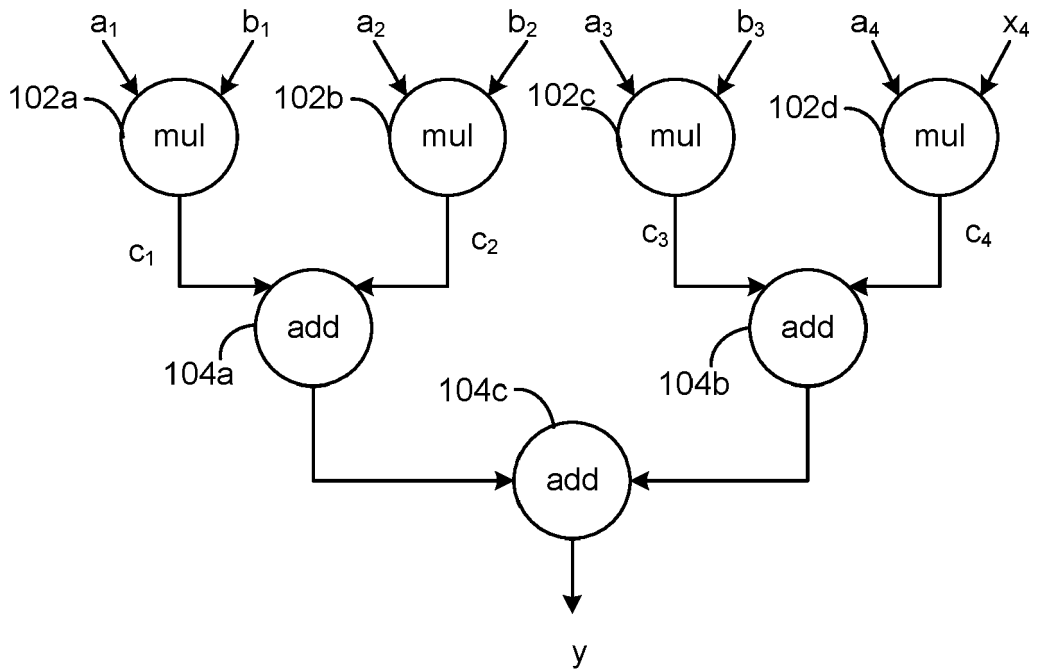 a₁ b₁ a₂ b₂ a₃ b₃ a₄ x₄
102a 102b 102c 102d
mul mul mul mul
c₁ c₂ c₃ c₄
add add
104a 104c 104b
add
y